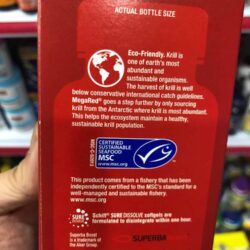 ACTUAL BOTTLE SIZE
Eco-Friendly. Krill is
one of earth's most
abundant and
sustainable organisms.
The harvest of krill is well
below conservative international catch guidelines.
MegaRed® goes a step further by only sourcing
krill from the Antarctic where krill is most abundant.
This helps the ecosystem maintain a healthy,
sustainable krill population.
CERTIFIED
SUSTAINABLE
SEAFOOD
MSC
www.msc.org
This product comes from a fishery that has been
independently certified to the MSC's standard for a
well-managed and sustainable fishery.
www.msc.org
SURE
DISSOLVE
Schiff® SURE DISSOLVE softgels are
formulated to disintegrate within one hour.
Superba Boost
is a trademark of
the Aker Group
SUPERBA